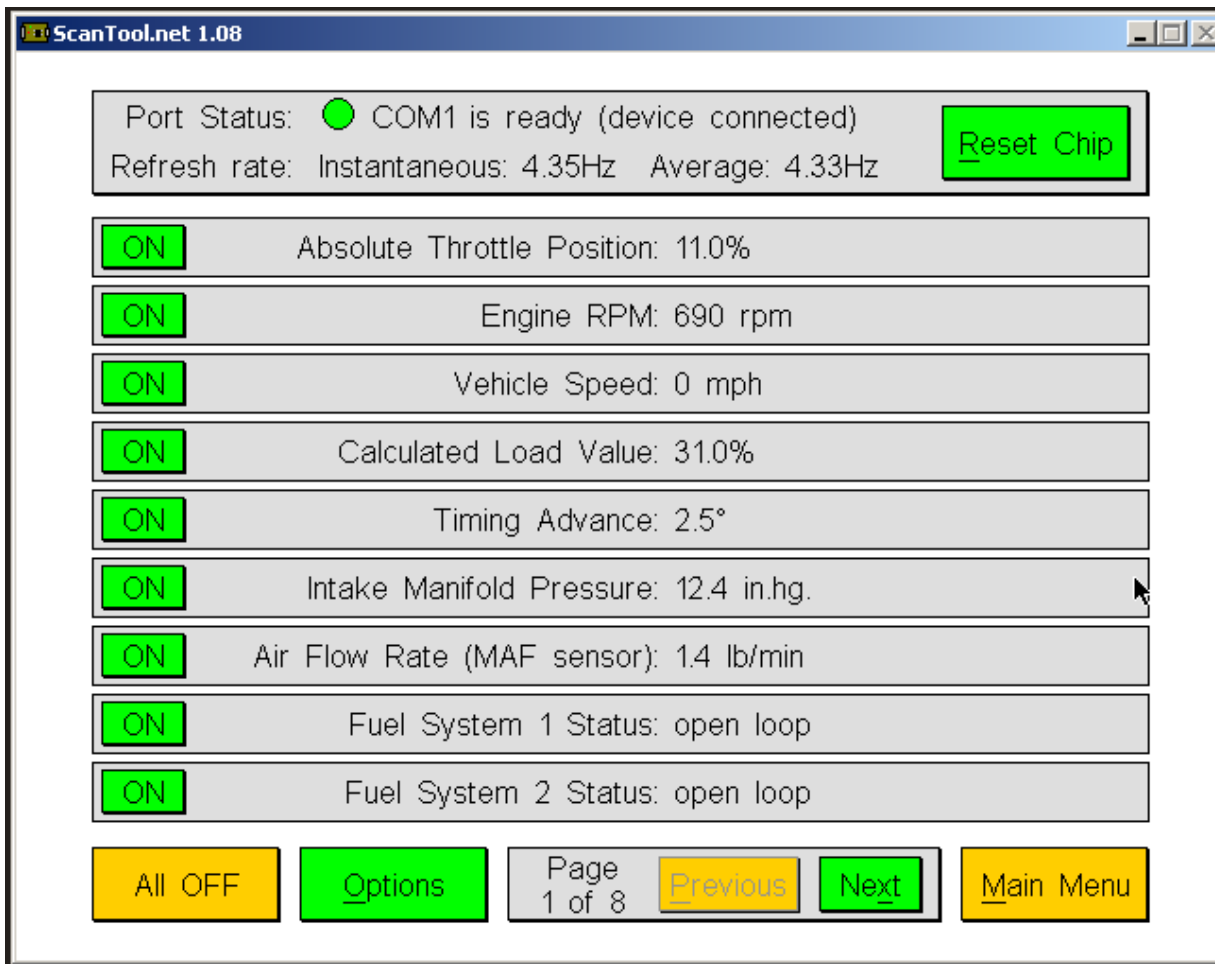 ScanTool.net 1.08
Port Status: COM1 is ready (device connected)
Reset Chip
Refresh rate: Instantaneous: 4.35Hz Average: 4.33Hz
ON Absolute Throttle Position: 11.0%
ON Engine RPM: 690 rpm
ON Vehicle Speed: 0 mph
ON Calculated Load Value: 31.0%
ON Timing Advance: 2.5°
ON Intake Manifold Pressure: 12.4 in.hg.
ON Air Flow Rate (MAF sensor): 1.4 lb/min
ON Fuel System 1 Status: open loop
ON Fuel System 2 Status: open loop
All OFF Options Page 1 of 8 Previous Next Main Menu